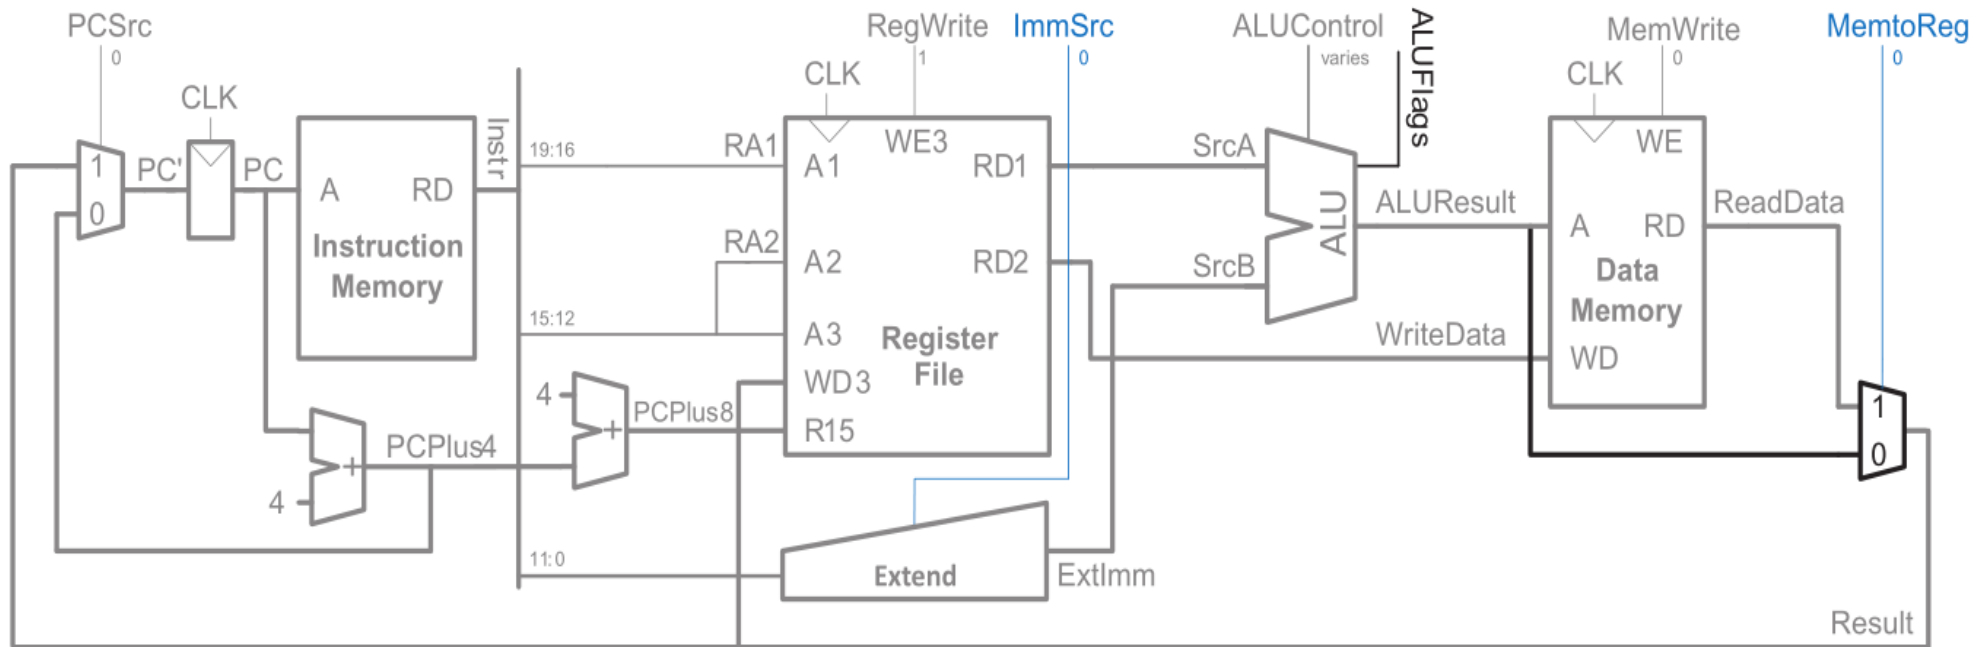 PCSrc
0
RegWrite
1
ImmSrc
0
ALUControl
varies
ALUFlags
MemWrite
0
MemtoReg
0
CLK
CLK
CLK
1
0
PC'
PC
A
RD
Instruction
Memory
Instr
19:16
RA1
A1
WE3
RD1
SrcA
RA2
A2
RD2
SrcB
ALU
ALUResult
A
WE
RD
ReadData
Data
Memory
15:12
A3
Register
File
WriteData
WD
WD3
4
+
PCPlus8
R15
1
0
PCPlus4
+
4
11:0
Extend
ExtImm
Result